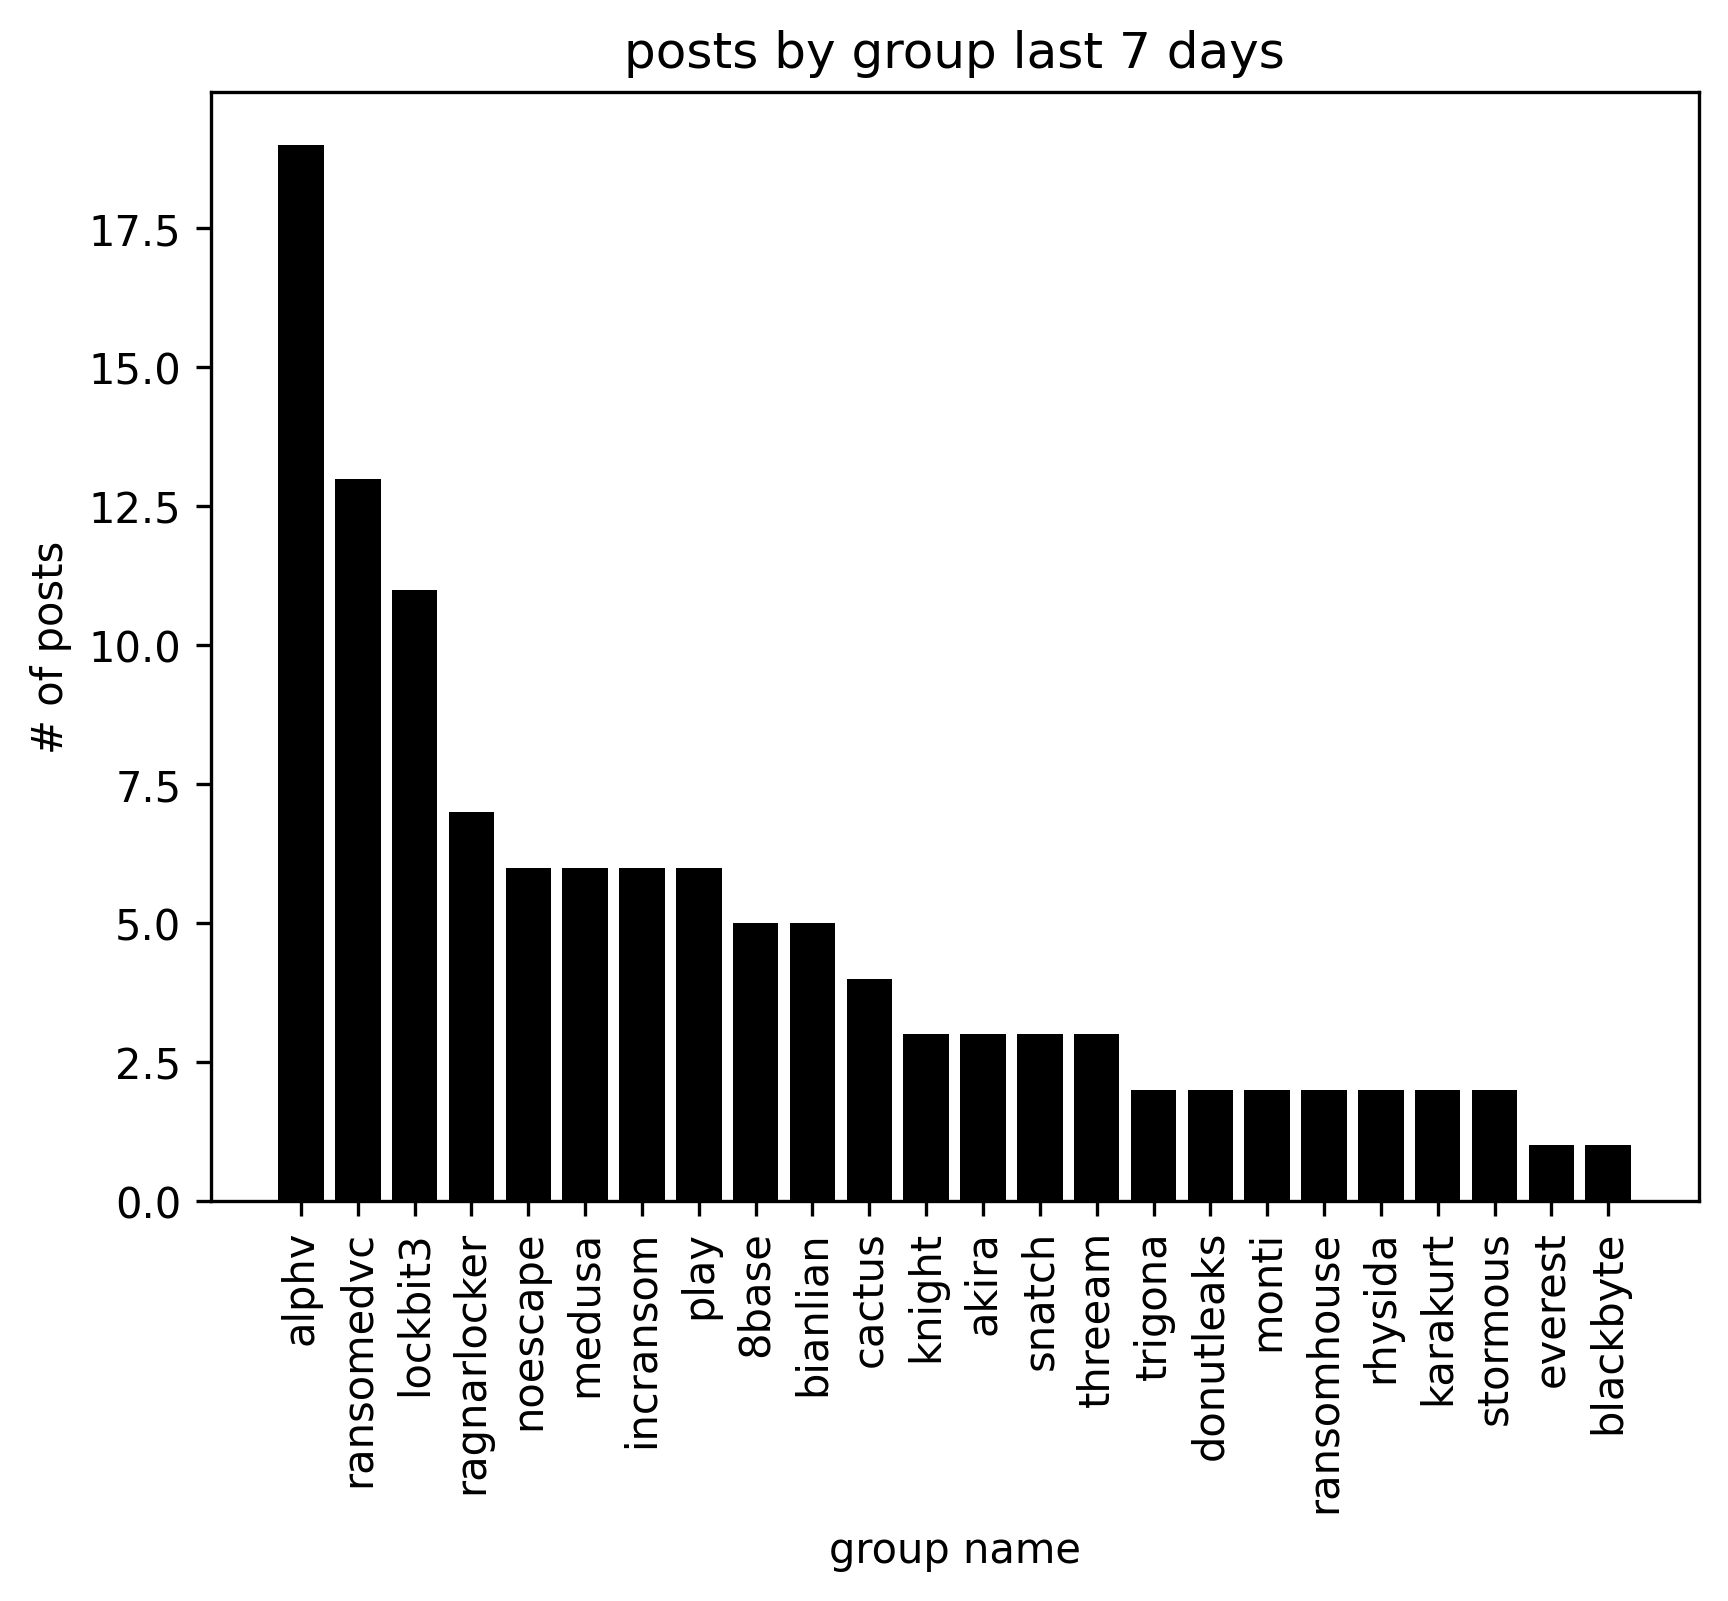 posts by group last 7 days
# of posts
17.5
15.0
12.5
10.0
7.5
5.0
2.5
0.0
alphv
ransomedvc
lockbit3
ragnarlocker
noescape
medusa
incransom
play
8base
bianlian
cactus
knight
akira
snatch
threeam
trigona
donutleaks
monti
ransomhouse
rhysida
karakurt
stormous
everest
blackbyte
group name